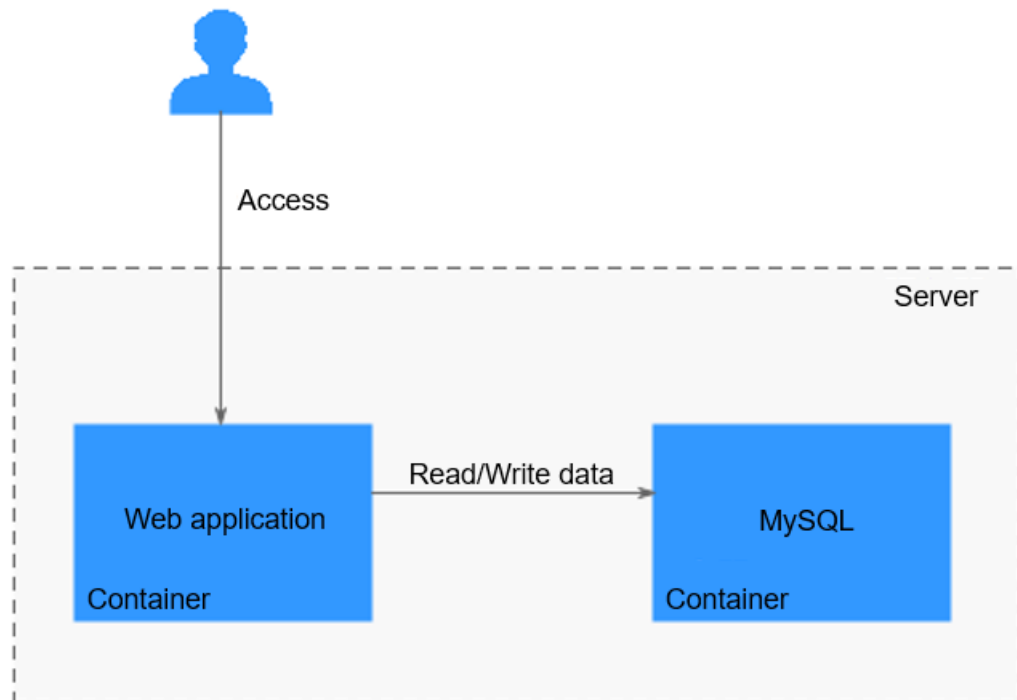 Access
Server
Read/Write data
Web application
MySQL
Container
Container